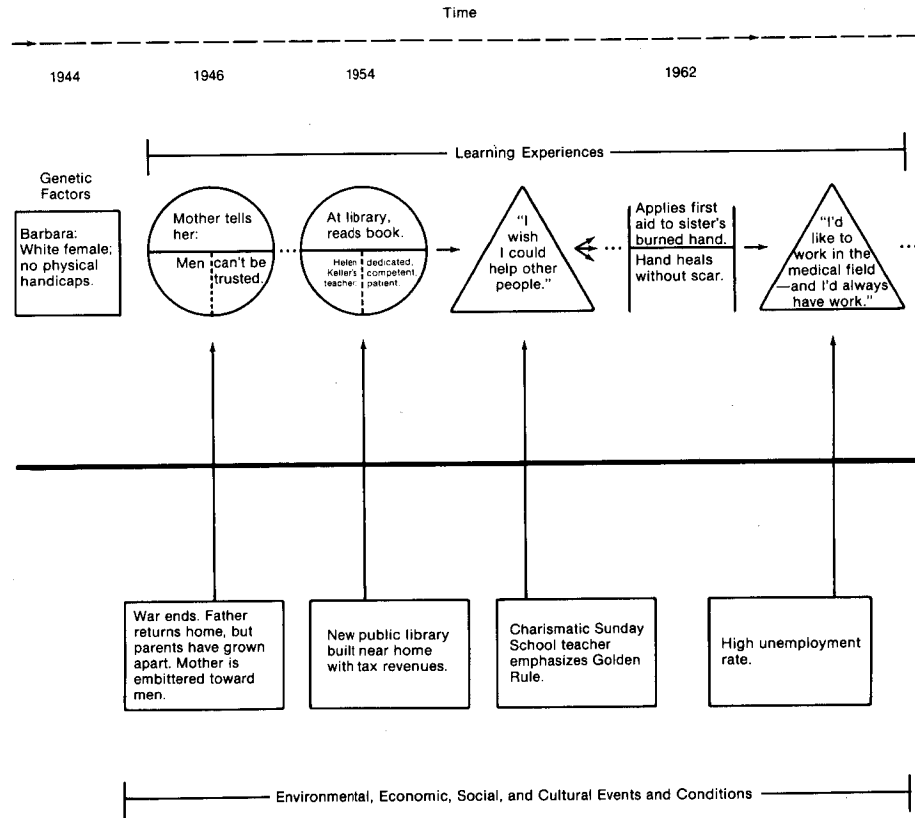 Time
1944
1946
1954
1962
Learning Experiences
Genetic
Factors
Barbara:
White female;
no physical
handicaps.
Mother tells
her:
Men can't be
trusted.
...
At library,
reads book.
Helen
Keller's
teacher:
dedicated,
competent,
patient.
"I
wish
I could
help other
people."
...
Applies first
aid to sister's
burned hand.
Hand heals
without scar.
"I'd
like to
work in the
medical field
—and I'd always
have work."
...
War ends. Father
returns home, but
parents have grown
apart. Mother is
embittered toward
men.
New public library
built near home
with tax revenues.
Charismatic Sunday
School teacher
emphasizes Golden
Rule.
High unemployment
rate.
Environmental, Economic, Social, and Cultural Events and Conditions